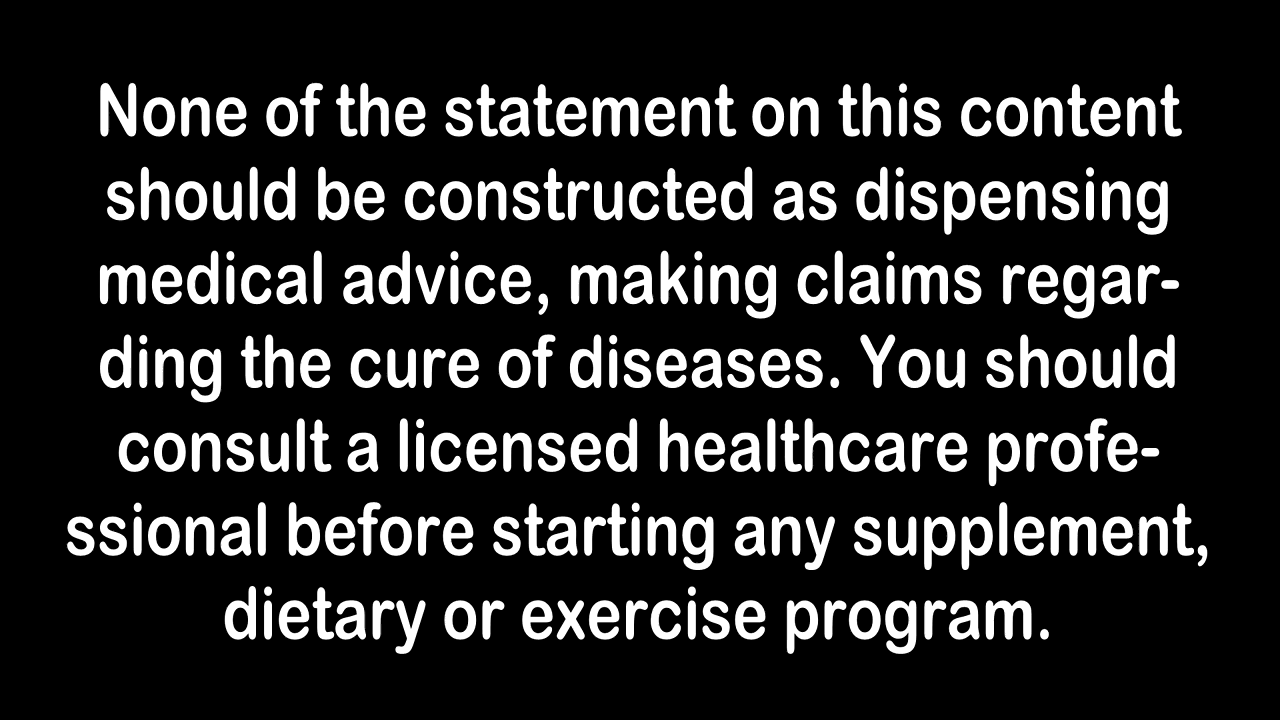 None of the statement on this content
should be constructed as dispensing
medical advice, making claims regar-
ding the cure of diseases. You should
consult a licensed healthcare profe-
ssional before starting any supplement,
dietary or exercise program.